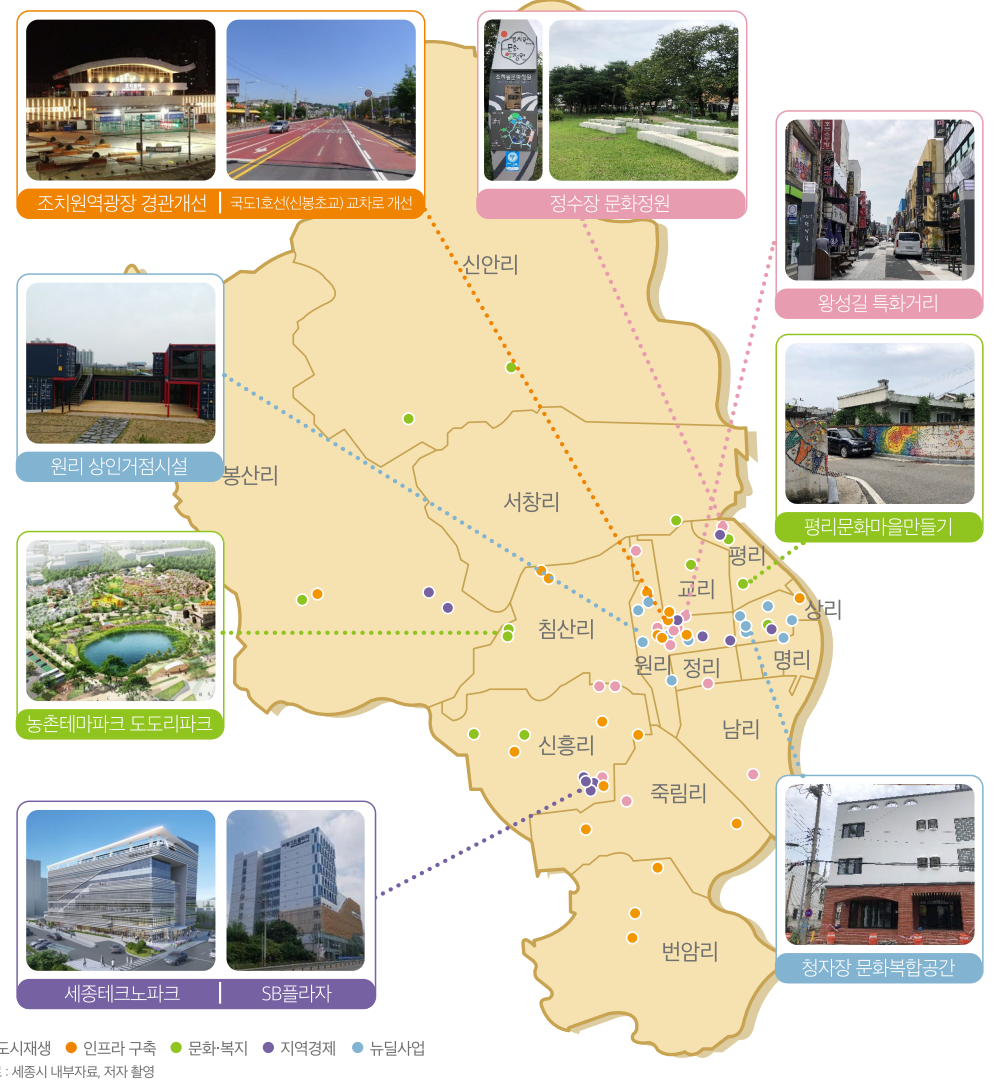 조치원역광장 경관개선 | 국도1호선(신봉초교) 교차로 개선
정수장 문화정원
왕성길 특화거리
신안리
원리 상인거점시설
봉산리
서창리
평리문화마을만들기
평리
교리
상리
침산리
원리
정리
명리
농촌테마파크 도도리파크
신흥리
남리
죽림리
세종테크노파크 | SB플라자
번암리
청자장 문화복합공간
도시재생 인프라 구축 문화·복지 지역경제 뉴딜사업
: 세종시 내부자료, 저자 촬영